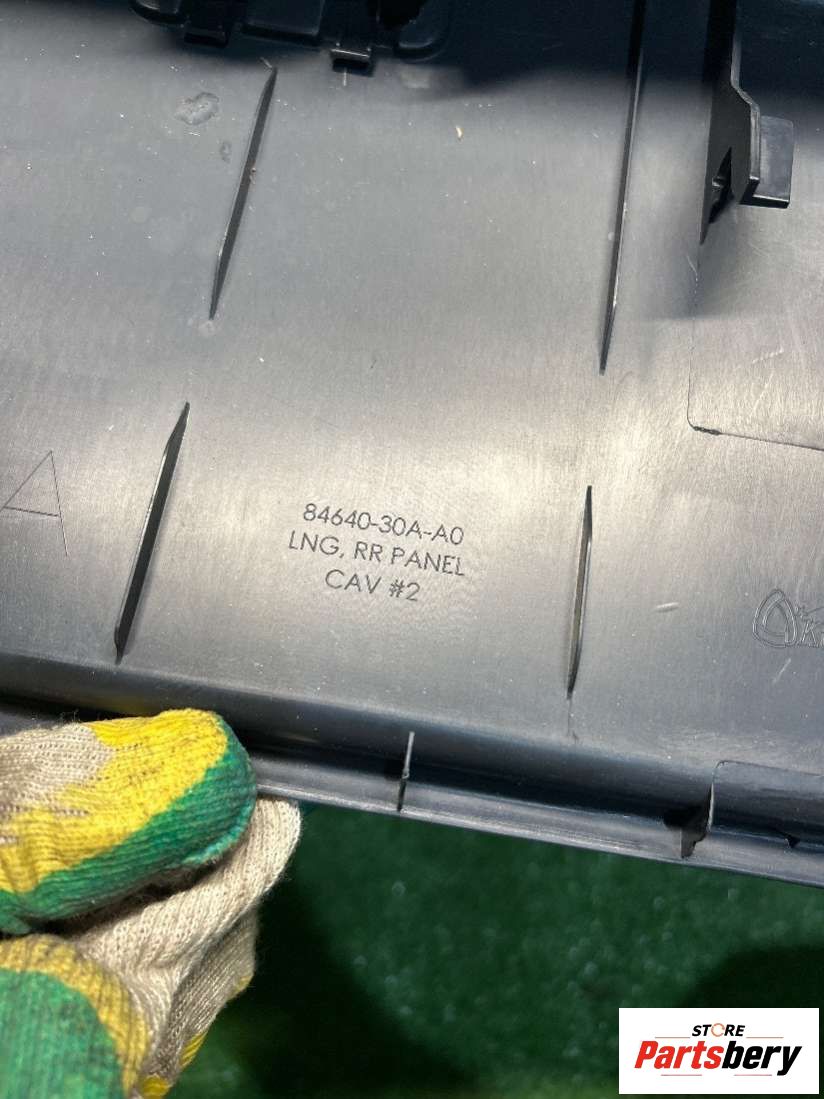 84640-30A-A0
LNG, RR PANEL
CAV #2
A
STORE
Partsbery